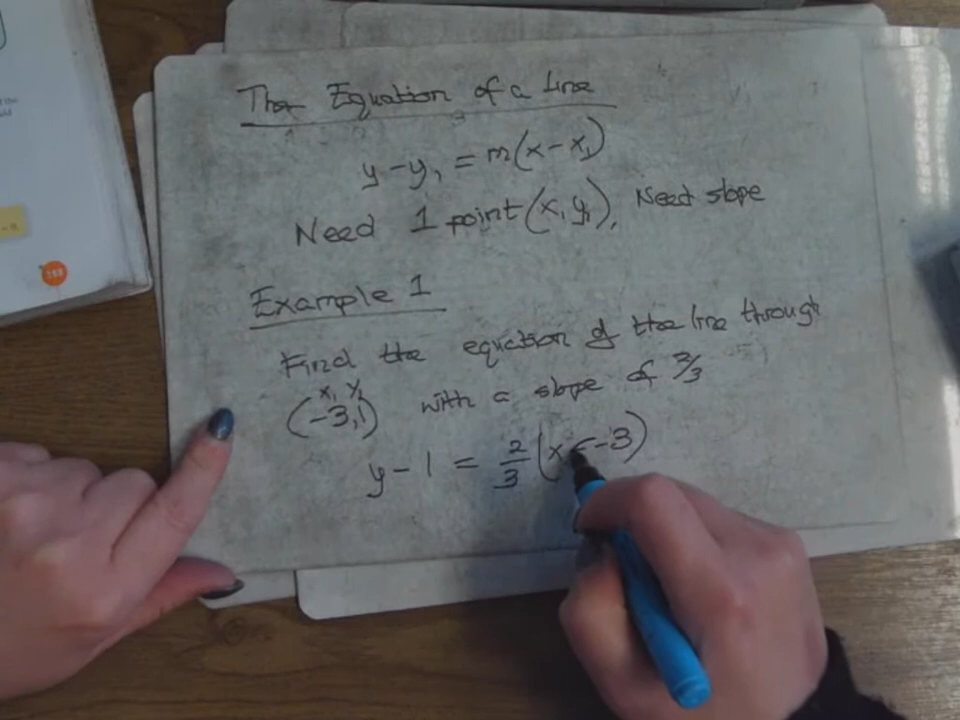 The Equation of a Line
y - y₁ = m(x - x₁)
Need 1 point (x₁ y₁), Need slope
Example 1
Find the equation of the line through
x₁ y₁
(-3,1) with a slope of 2/3
y - 1 = 2/3 (x - -3)